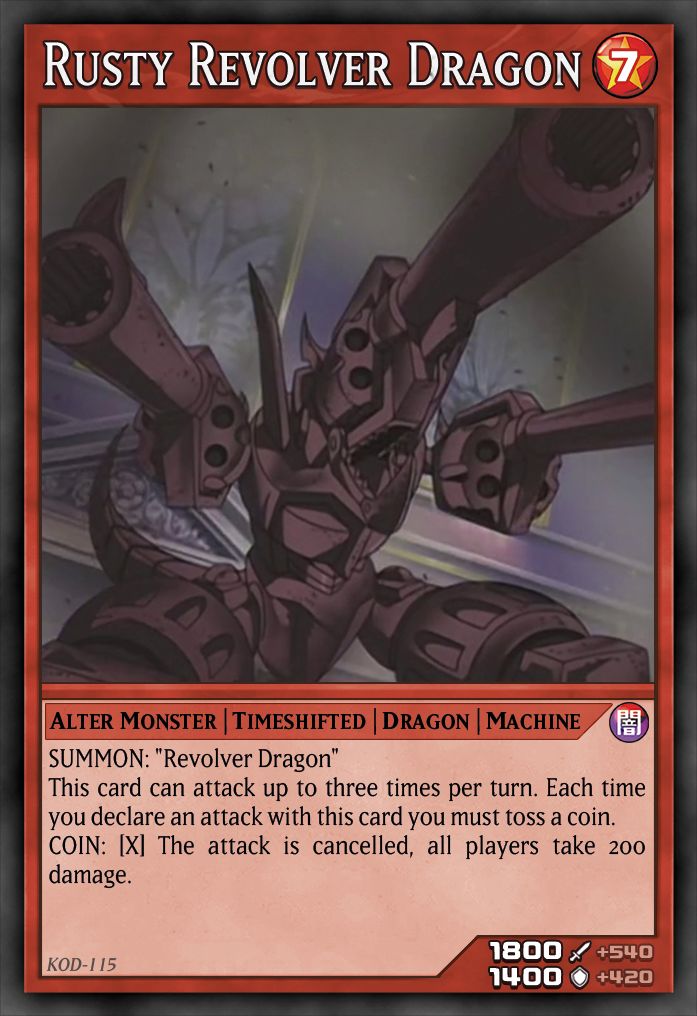 Rusty Revolver Dragon 7
Alter Monster | Timeshifted | Dragon | Machine 闇
SUMMON: "Revolver Dragon"
This card can attack up to three times per turn. Each time
you declare an attack with this card you must toss a coin.
COIN: [X] The attack is cancelled, all players take 200
damage.
1800 +540
KOD-115
1400 +420